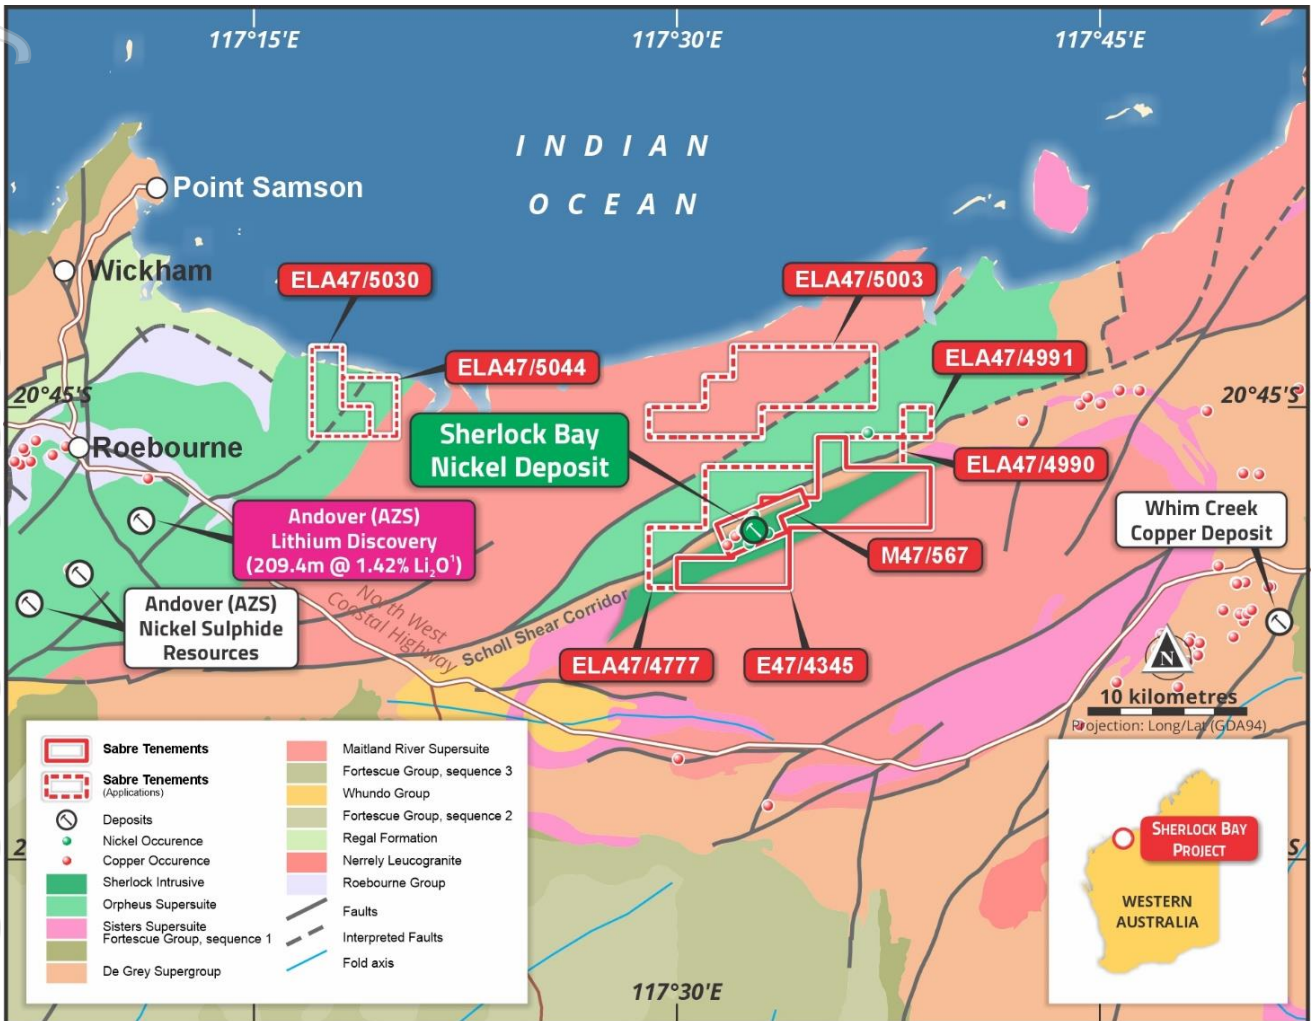 117°15'E
117°30'E
117°45'E
INDIAN
OCEAN
Point Samson
Wickham
ELA47/5030
ELA47/5003
ELA47/5044
ELA47/4991
20°45'S
20°45'S
Roebourne
Sherlock Bay
Nickel Deposit
ELA47/4990
Andover (AZS)
Lithium Discovery
(209.4m @ 1.42% Li₂O¹)
Whim Creek
Copper Deposit
M47/567
Andover (AZS)
Nickel Sulphide
Resources
North West
Coastal Highway
Scholl Shear Corridor
ELA47/4777
E47/4345
N
10 kilometres
Projection: Long/Lat (GDA94)
Sabre Tenements
Sabre Tenements
(Applications)
Deposits
Nickel Occurence
Copper Occurence
Sherlock Intrusive
Orpheus Supersuite
Sisters Supersuite
Fortescue Group, sequence 1
De Grey Supergroup
Maitland River Supersuite
Fortescue Group, sequence 3
Whundo Group
Fortescue Group, sequence 2
Regal Formation
Nerrely Leucogranite
Roebourne Group
Faults
Interpreted Faults
Fold axis
2
S
SHERLOCK BAY
PROJECT
WESTERN
AUSTRALIA
117°30'E